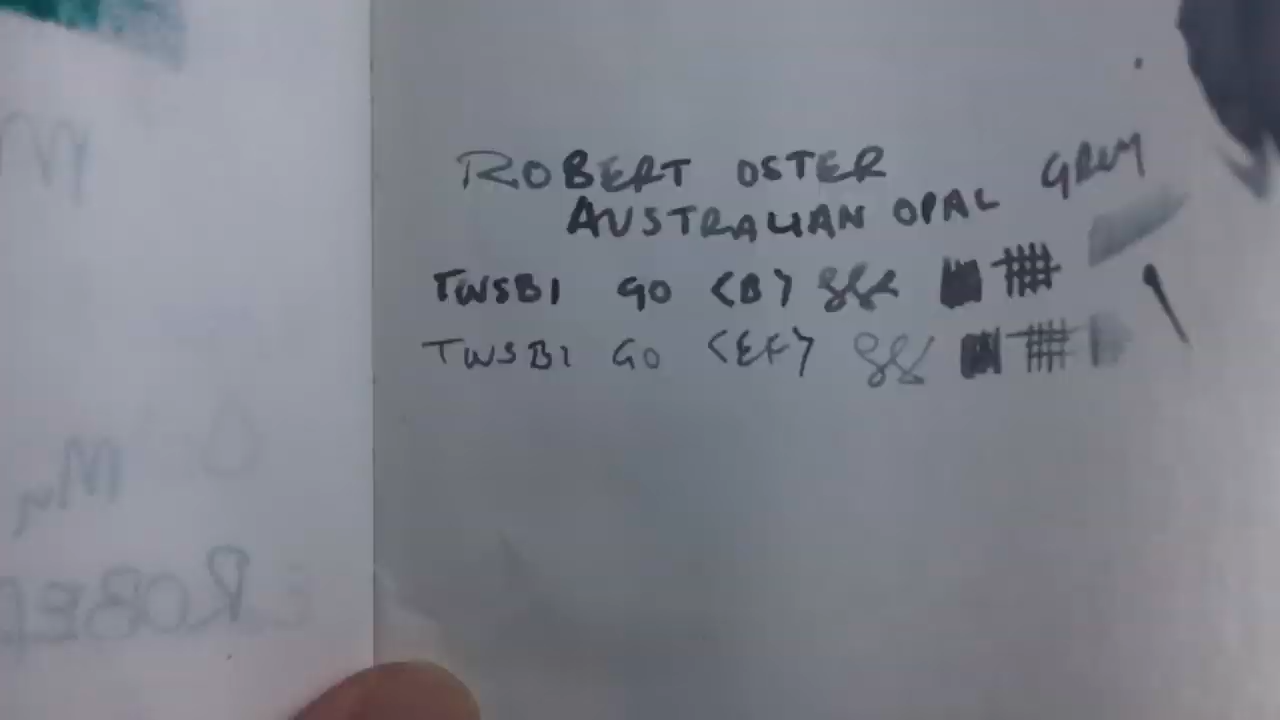 ROBERT OSTER
AUSTRALIAN OPAL GREY
TWSBI GO <B>
TWSBI GO <EF>